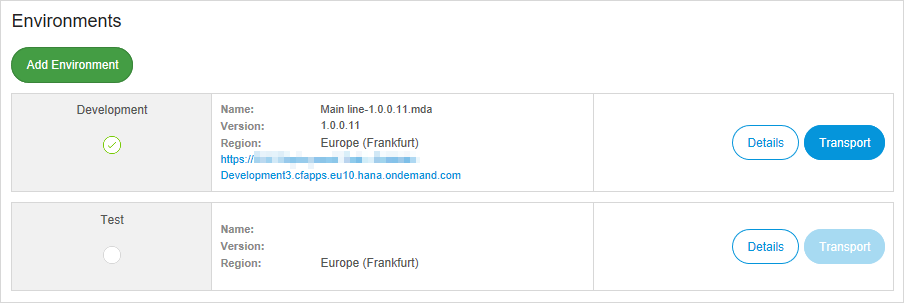 Environments
Add Environment
Development
Name: Main line-1.0.0.11.mda
Version: 1.0.0.11
Region: Europe (Frankfurt)
https://
Development3.cfapps.eu10.hana.ondemand.com
Details
Transport
Test
Name:
Version:
Region: Europe (Frankfurt)
Details
Transport